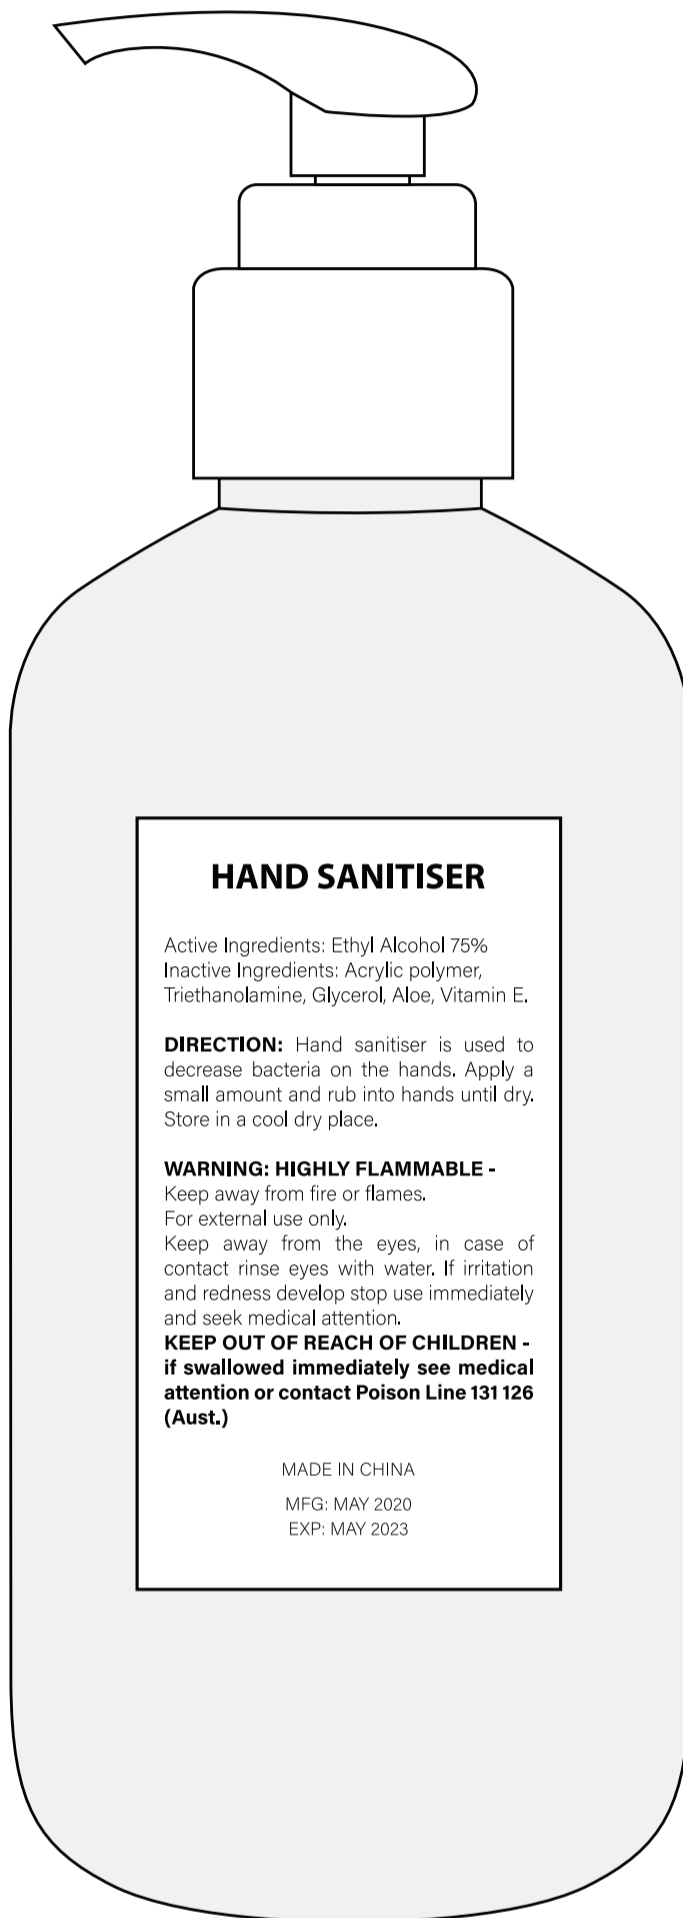 HAND SANITISER
Active Ingredients: Ethyl Alcohol 75%
Inactive Ingredients: Acrylic polymer,
Triethanolamine, Glycerol, Aloe, Vitamin E.
DIRECTION: Hand sanitiser is used to
decrease bacteria on the hands. Apply a
small amount and rub into hands until dry.
Store in a cool dry place.
WARNING: HIGHLY FLAMMABLE -
Keep away from fire or flames.
For external use only.
Keep away from the eyes, in case of
contact rinse eyes with water. If irritation
and redness develop stop use immediately
and seek medical attention.
KEEP OUT OF REACH OF CHILDREN -
if swallowed immediately see medical
attention or contact Poison Line 131 126
(Aust.)
MADE IN CHINA
MFG: MAY 2020
EXP: MAY 2023